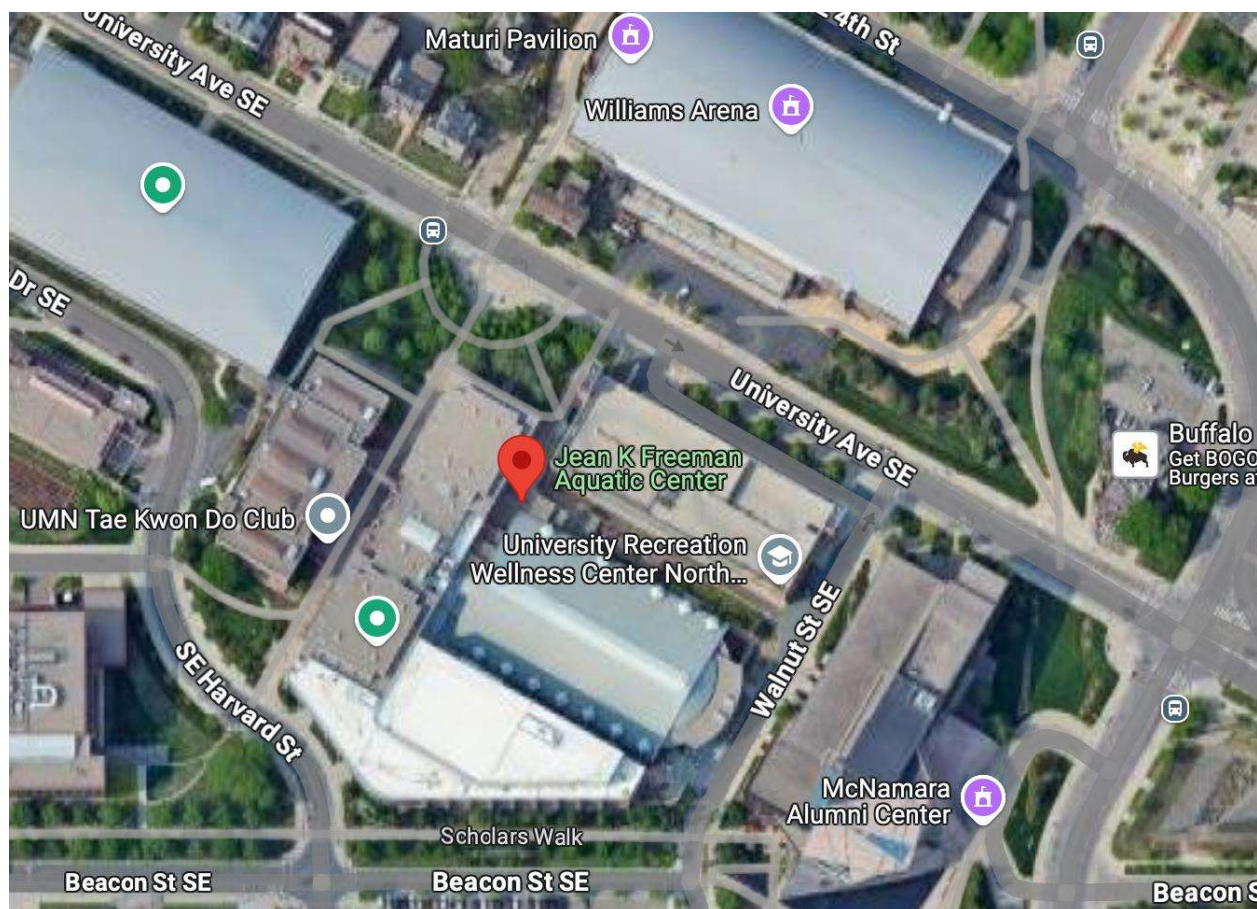 University Ave SE
Maturi Pavilion
4th St
Williams Arena
Dr SE
University Ave SE
Jean K Freeman
Aquatic Center
Buffalo
Get BOGO
Burgers a
UMN Tae Kwon Do Club
University Recreation
Wellness Center North...
Walnut St SE
SE Harvard St
McNamara
Alumni Center
Scholars Walk
Beacon St SE
Beacon St SE
Beacon S